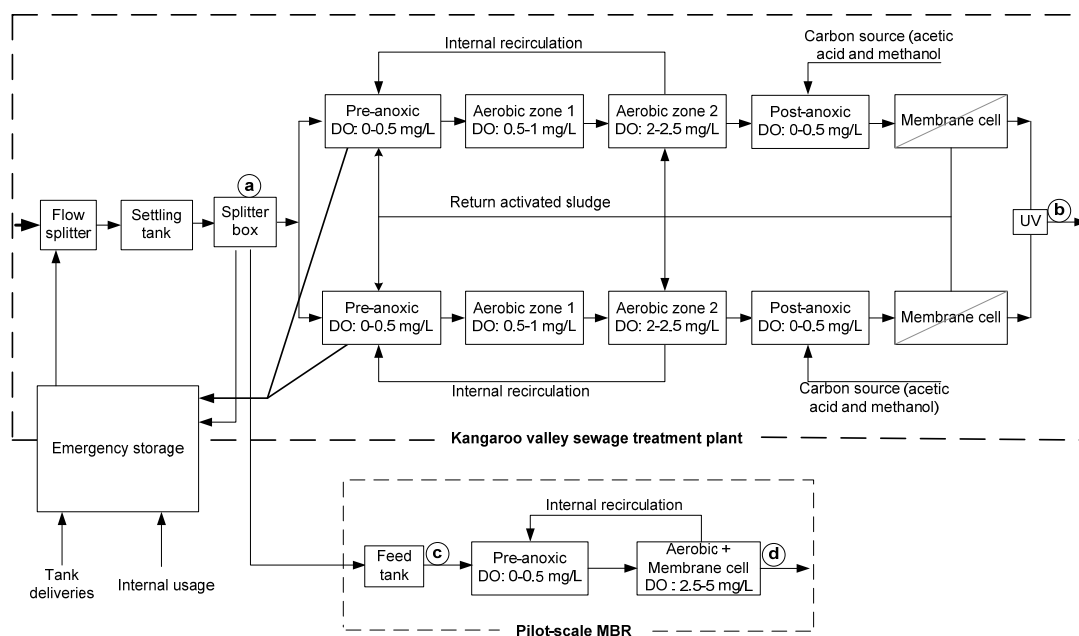 Internal recirculation
Carbon source (acetic
acid and methanol
Pre-anoxic
DO: 0-0.5 mg/L
Aerobic zone 1
DO: 0.5-1 mg/L
Aerobic zone 2
DO: 2-2.5 mg/L
Post-anoxic
DO: 0-0.5 mg/L
Membrane cell
a
Flow
splitter
Settling
tank
Splitter
box
Return activated sludge
UV
b
Pre-anoxic
DO: 0-0.5 mg/L
Aerobic zone 1
DO: 0.5-1 mg/L
Aerobic zone 2
DO: 2-2.5 mg/L
Post-anoxic
DO: 0-0.5 mg/L
Membrane cell
Internal recirculation
Carbon source (acetic
acid and methanol)
Emergency storage
Kangaroo valley sewage treatment plant
Tank
deliveries
Internal usage
Internal recirculation
Feed
tank
c
Pre-anoxic
DO: 0-0.5 mg/L
Aerobic +
Membrane cell
DO : 2.5-5 mg/L
d
Pilot-scale MBR